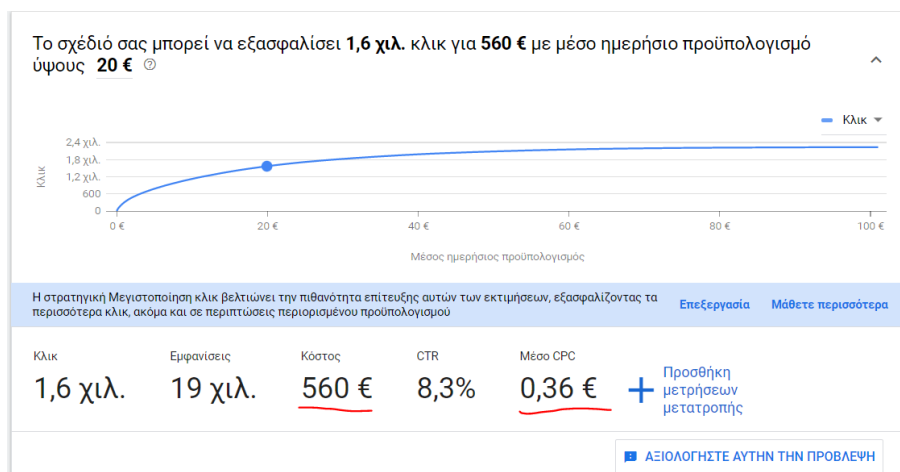 Το σχέδιό σας μπορεί να εξασφαλίσει 1,6 χιλ. κλικ για 560 € με μέσο ημερήσιο προϋπολογισμό
ύψους 20 €
Κλικ
2,4 χιλ.
1,8 χιλ.
1,2 χιλ.
600
0
Κλικ
0 €
20 €
40 €
60 €
80 €
100 €
Μέσος ημερήσιος προϋπολογισμός
Η στρατηγική Μεγιστοποίηση κλικ βελτιώνει την πιθανότητα επίτευξης αυτών των εκτιμήσεων, εξασφαλίζοντας τα
περισσότερα κλικ, ακόμα και σε περιπτώσεις περιορισμένου προϋπολογισμού
Επεξεργασία
Μάθετε περισσότερα
Κλικ
Εμφανίσεις
Κόστος
CTR
Μέσο CPC
1,6 χιλ.
19 χιλ.
560 €
8,3%
0,36 €
Προσθήκη
μετρήσεων
μετατροπής
ΑΞΙΟΛΟΓΗΣΤΕ ΑΥΤΗΝ ΤΗΝ ΠΡΟΒΛΕΨΗ